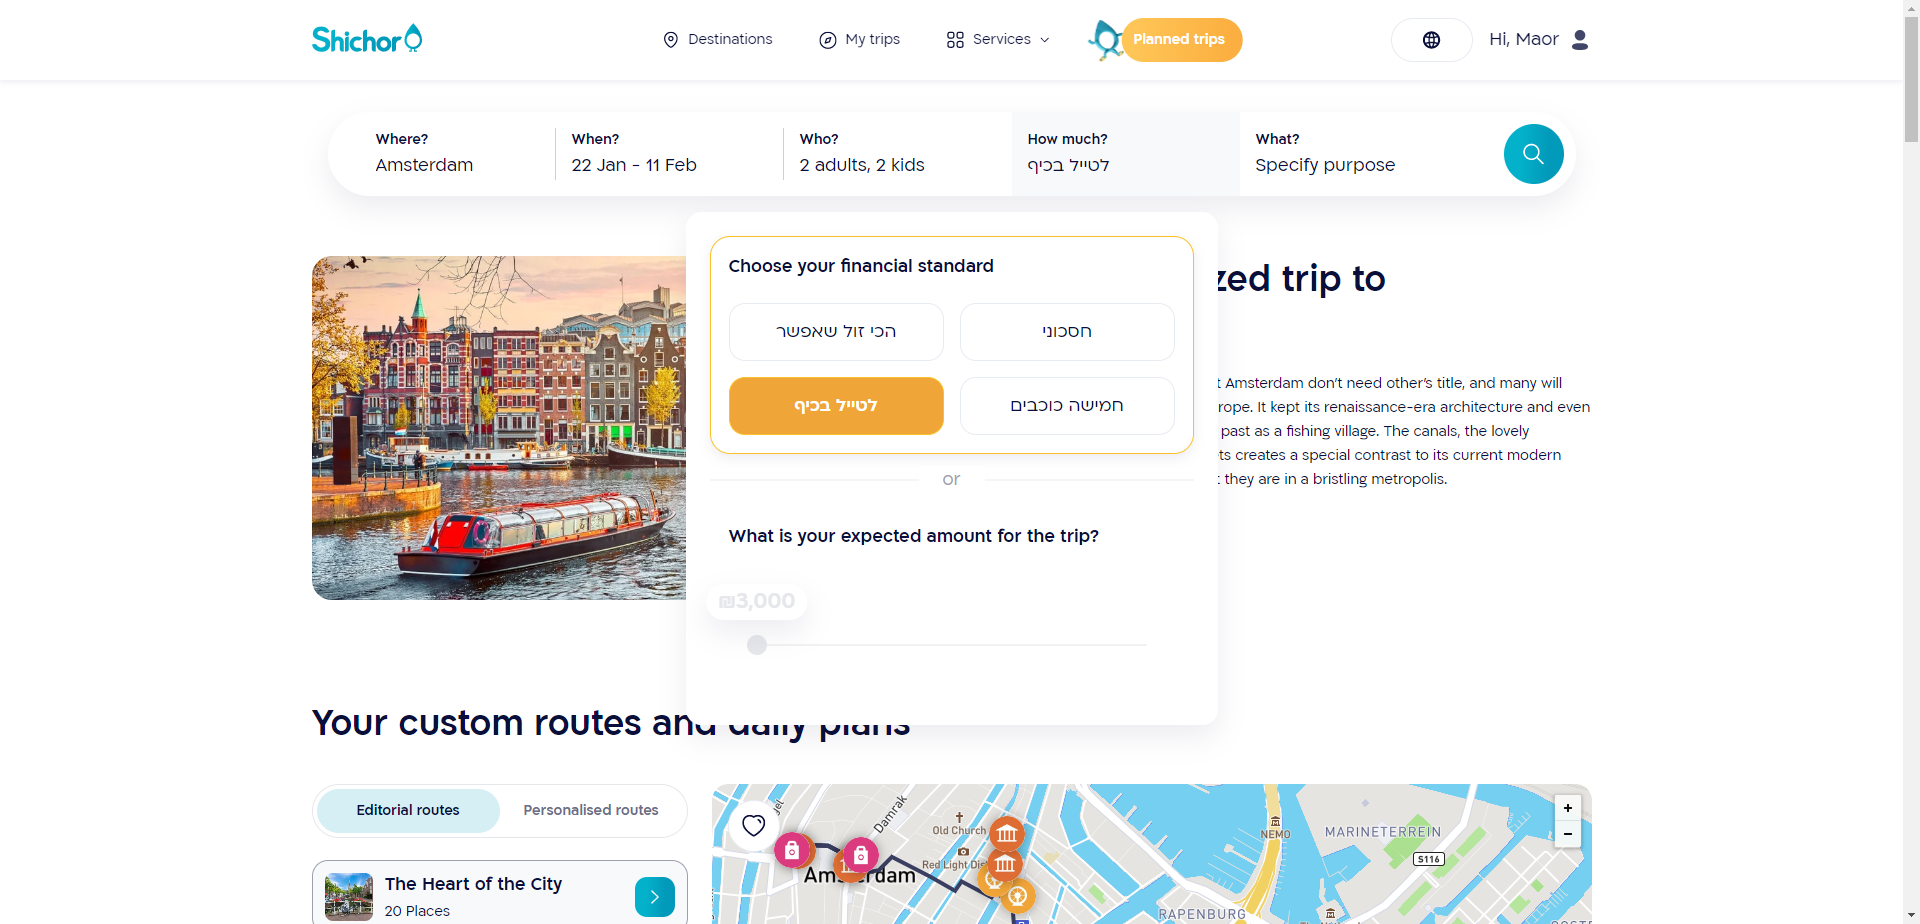 Shichor
Destinations
My trips
Services
Planned trips
Hi, Maor
Where?
Amsterdam
When?
22 Jan - 11 Feb
Who?
2 adults, 2 kids
How much?
לטייל בכיף
What?
Specify purpose
Choose your financial standard
הכי זול שאפשר
חסכוני
לטייל בכיף
חמישה כוכבים
or
What is your expected amount for the trip?
₪3,000
zed trip to
t Amsterdam don't need other's title, and many will
rope. It kept its renaissance-era architecture and even
past as a fishing village. The canals, the lovely
ts creates a special contrast to its current modern
t they are in a bristling metropolis.
Your custom routes and daily plans
Editorial routes
Personalised routes
The Heart of the City
20 Places
Damrak
Old Church
Red Light Dis
Amsterdam
NEMO
MARINETERREIN
S116
RAPENBURG
+
-